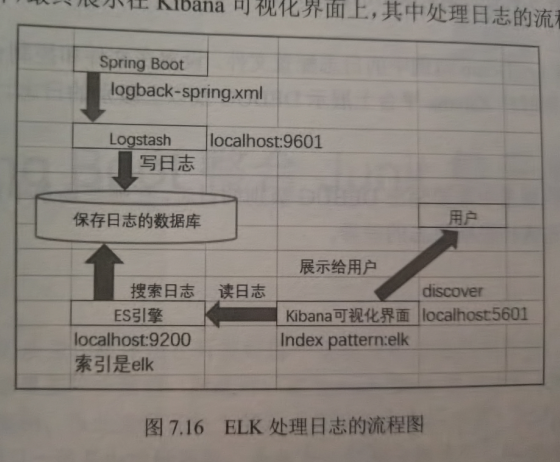 最终展示在 Kibana 可视化界面上,其中处理日志的流程
Spring Boot
logback-spring.xml
Logstash
localhost:9601
写日志
保存日志的数据库
用户
展示给用户
搜索日志
读日志
discover
ES引擎
Kibana可视化界面
localhost:5601
localhost:9200
Index pattern:elk
索引是elk
图 7.16 ELK 处理日志的流程图